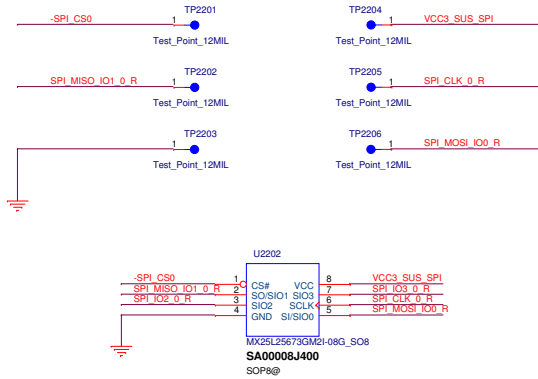 TP2201 TP2204
-SPI_CS0 1 1 VCC3_SUS_SPI
Test_Point_12MIL Test_Point_12MIL
TP2202 TP2205
SPI_MISO_IO1_0_R 1 1 SPI_CLK_0_R
Test_Point_12MIL Test_Point_12MIL
TP2203 TP2206
1 1 SPI_MOSI_IO0_R
Test_Point_12MIL Test_Point_12MIL
U2202
-SPI_CS0 1 CS# VCC 8 VCC3_SUS_SPI
SPI_MISO_IO1_0_R 2 SO/SIO1 SIO3 7 SPI_IO3_0_R
SPI_IO2_0_R 3 SIO2 SCLK 6 SPI_CLK_0_R
4 GND SI/SIO0 5 SPI_MOSI_IO0_R
MX25L25673GM2I-08G_SO8
SA00008J400
SOP8@